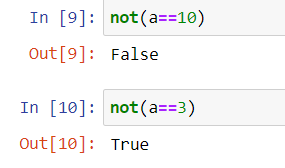 In [9]: not(a==10)
Out[9]: False
In [10]: not(a==3)
Out[10]: True